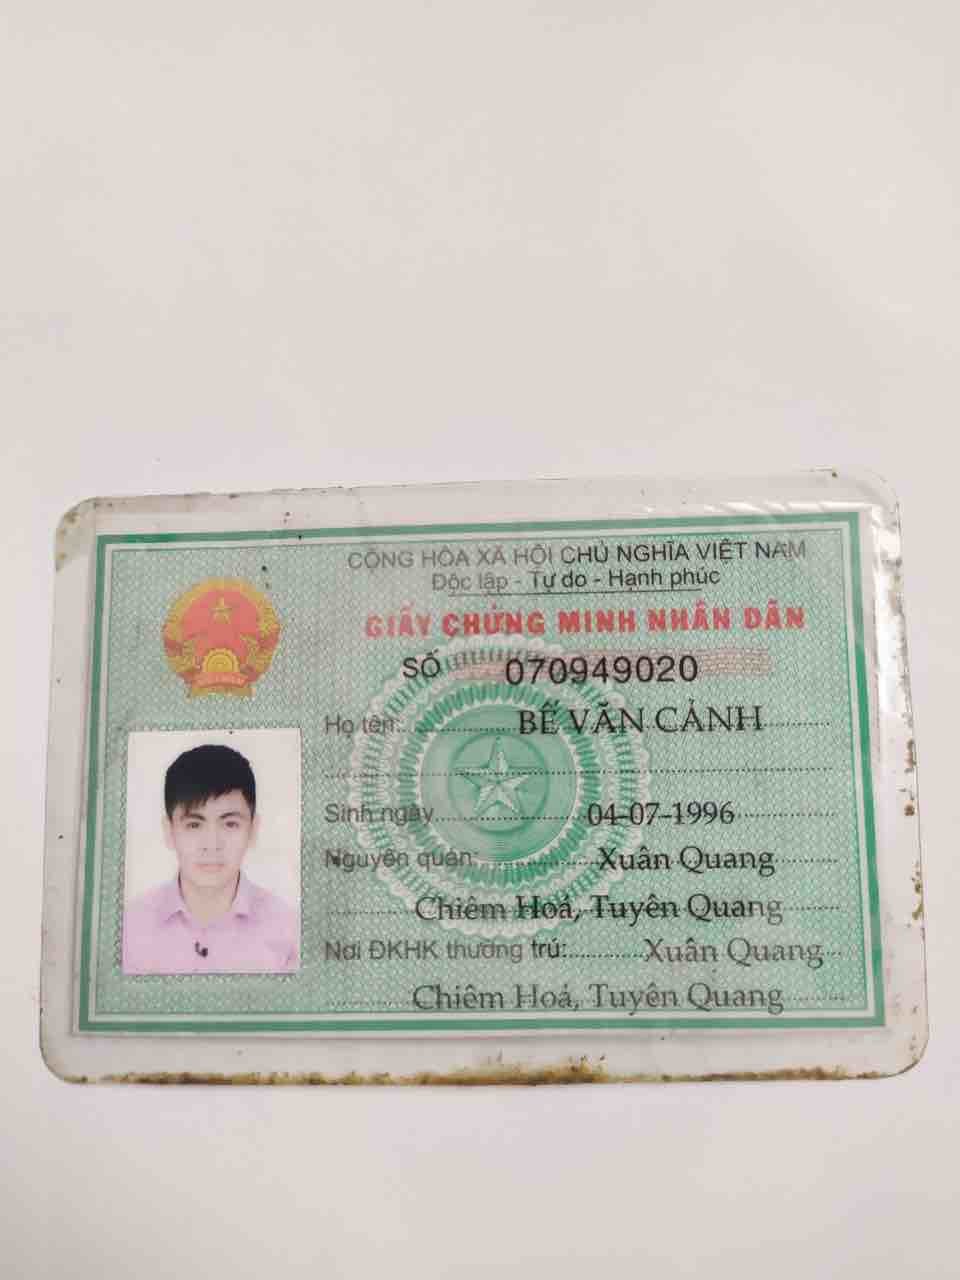 CỘNG HÒA XÃ HỘI CHỦ NGHĨA VIỆT NAM
Độc lập - Tự do - Hạnh phúc
GIẤY CHỨNG MINH NHÂN DÂN
SỐ 070949020
Họ tên: BẾ VĂN CẢNH
Sinh ngày 04-07-1996
Nguyên quán: Xuân Quang
Chiêm Hoá, Tuyên Quang
Nơi ĐKHK thường trú: Xuân Quang
Chiêm Hoá, Tuyên Quang